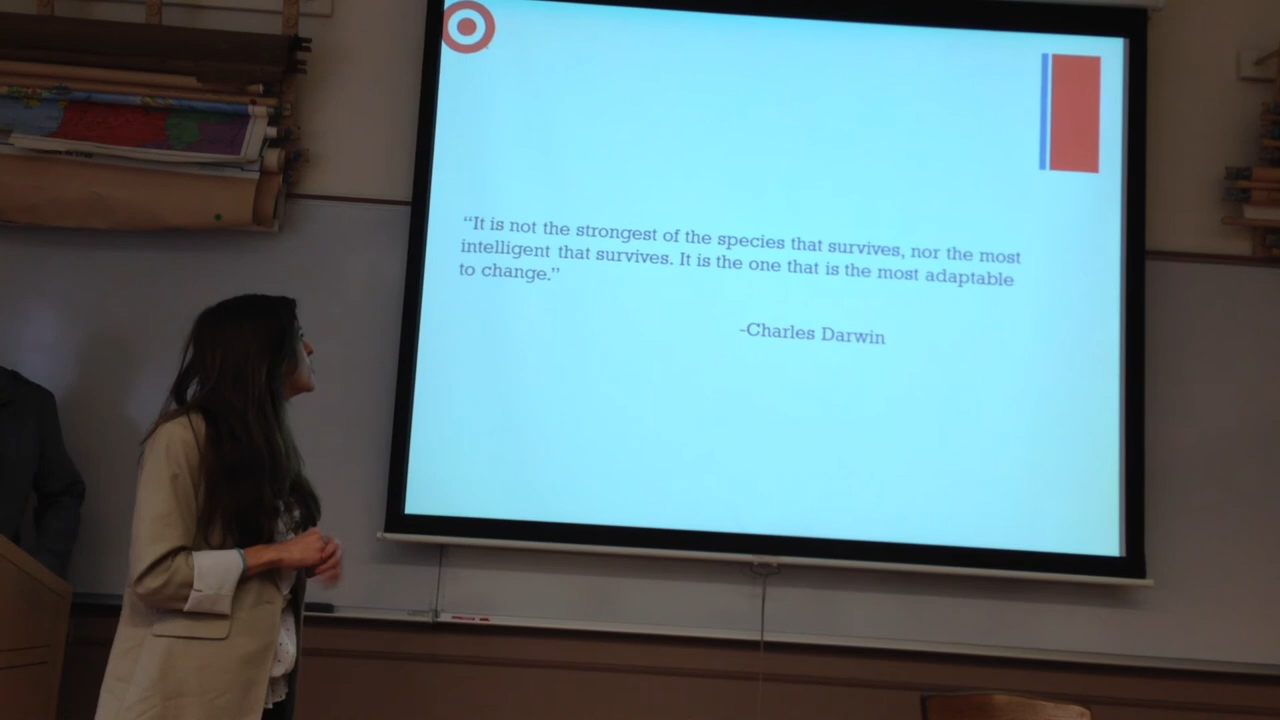 “It is not the strongest of the species that survives, nor the most
intelligent that survives. It is the one that is the most adaptable
to change.”
-Charles Darwin